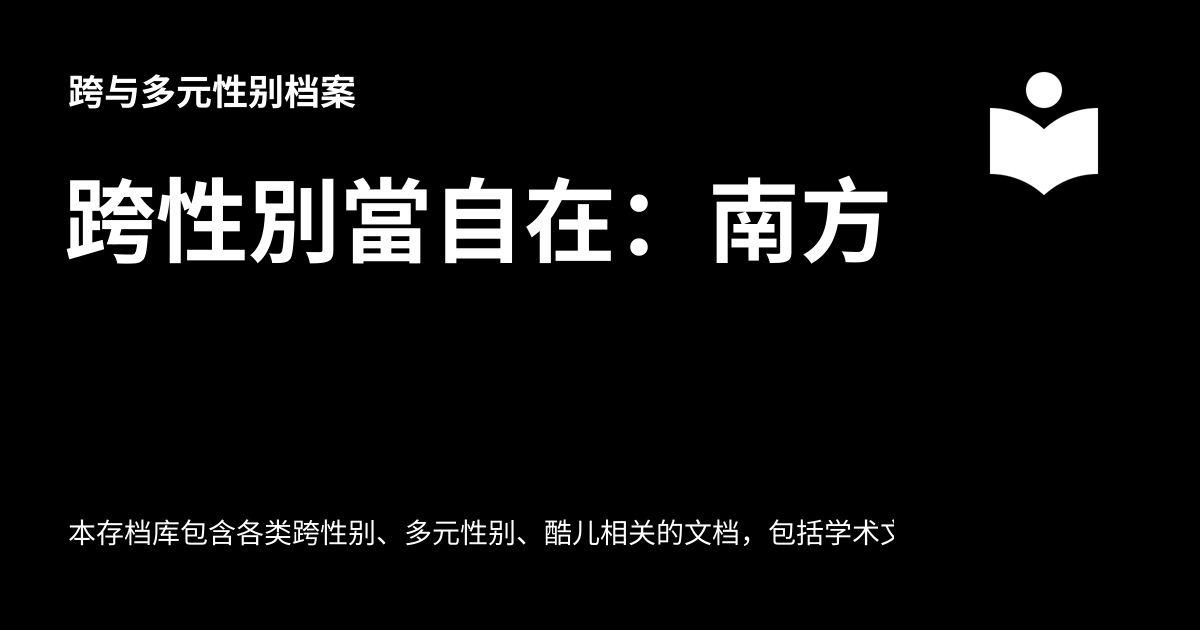 跨与多元性别档案
跨性別當自在：南方
本存档库包含各类跨性别、多元性别、酷儿相关的文档，包括学术